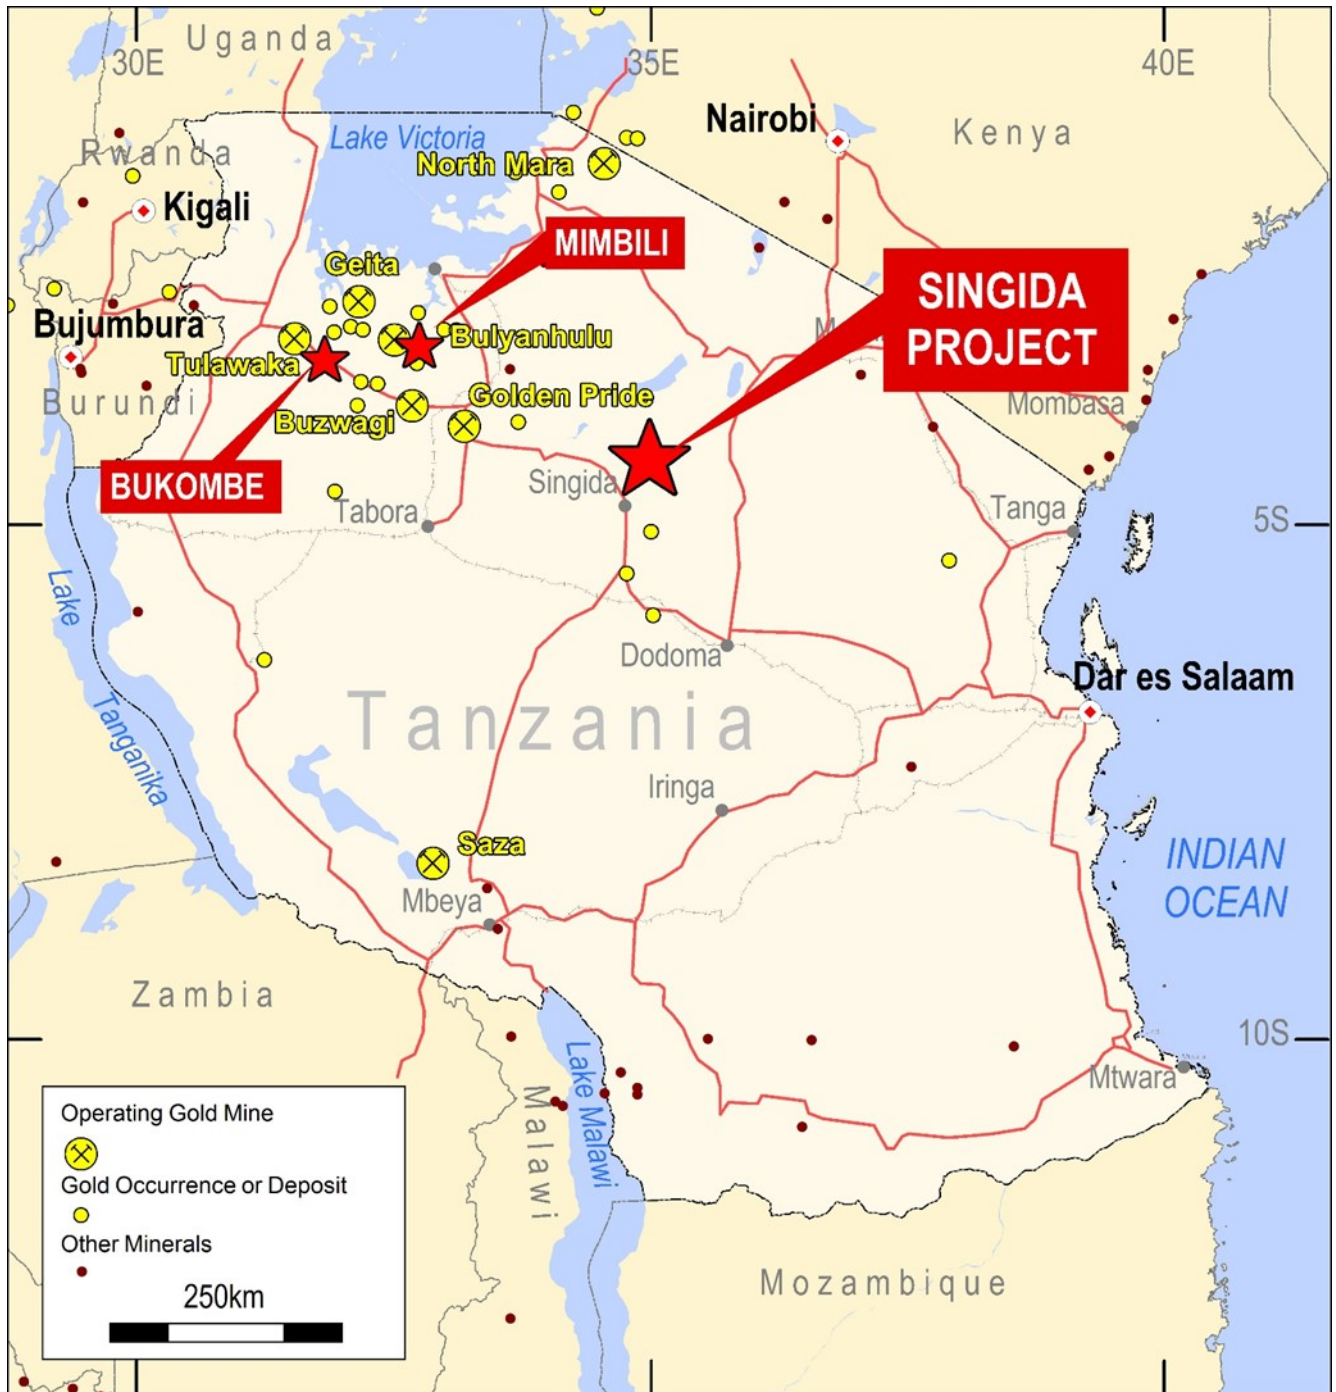 Uganda
30E
35E
40E
Lake Victoria
Nairobi
Kenya
Rwanda
North Mara
Kigali
MIMBILI
Geita
SINGIDA
PROJECT
Bujumbura
Bulyanhulu
Tulawaka
Burundi
Golden Pride
Mombasa
Buzwagi
BUKOMBE
Singida
Tabora
Tanga
5S
Lake
Tanganika
Dodoma
Dar es Salaam
Tanzania
Iringa
Saza
INDIAN
OCEAN
Mbeya
Zambia
10S
Lake Malawi
Malawi
Mtwara
Mozambique
Operating Gold Mine
Gold Occurrence or Deposit
Other Minerals
250km